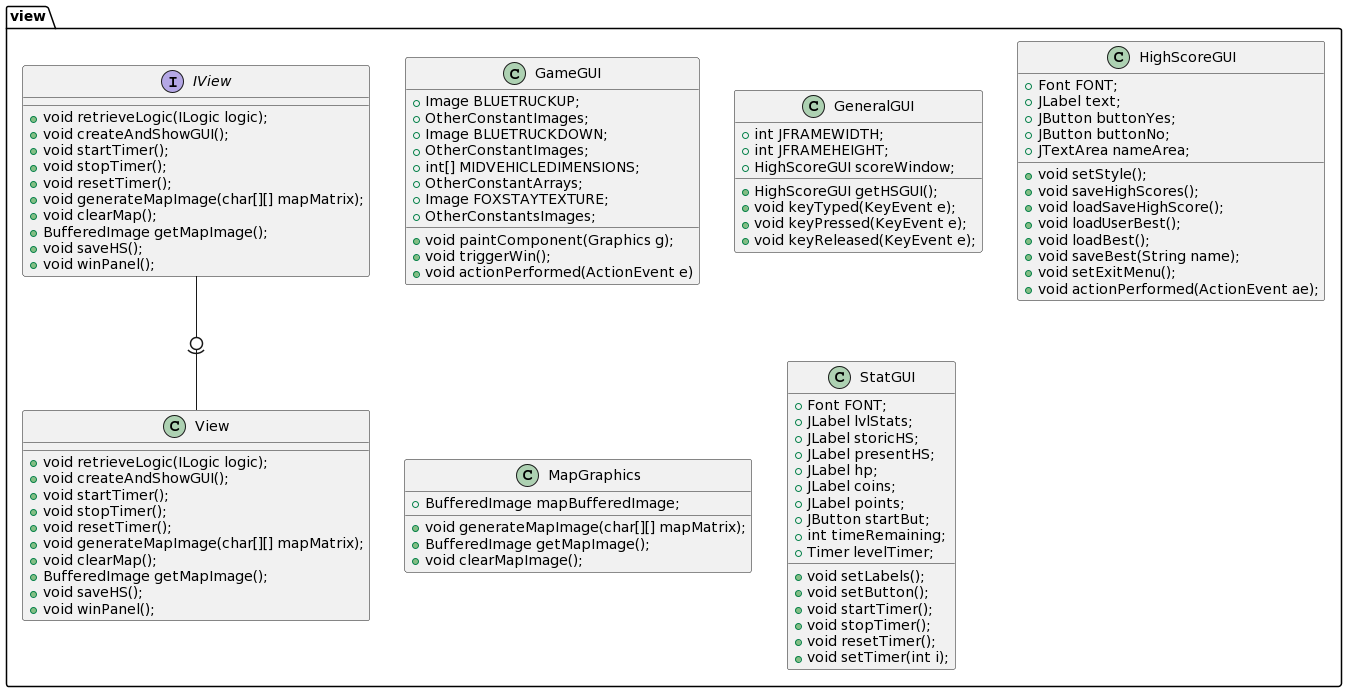 view
I IView
void retrieveLogic(ILogic logic);
void createAndShowGUI();
void startTimer();
void stopTimer();
void resetTimer();
void generateMapImage(char[][] mapMatrix);
void clearMap();
BufferedImage getMapImage();
void saveHS();
void winPanel();
C GameGUI
Image BLUETRUCKUP;
OtherConstantImages;
Image BLUETRUCKDOWN;
OtherConstantImages;
int[] MIDVEHICLEDIMENSIONS;
OtherConstantArrays;
Image FOXSTAYTEXTURE;
OtherConstantsImages;
void paintComponent(Graphics g);
void triggerWin();
void actionPerformed(ActionEvent e)
C GeneralGUI
int JFRAMEWIDTH;
int JFRAMEHEIGHT;
HighScoreGUI scoreWindow;
HighScoreGUI getHSGUI();
void keyTyped(KeyEvent e);
void keyPressed(KeyEvent e);
void keyReleased(KeyEvent e);
C HighScoreGUI
Font FONT;
JLabel text;
JButton buttonYes;
JButton buttonNo;
JTextArea nameArea;
void setStyle();
void saveHighScores();
void loadSaveHighScore();
void loadUserBest();
void loadBest();
void saveBest(String name);
void setExitMenu();
void actionPerformed(ActionEvent ae);
C View
void retrieveLogic(ILogic logic);
void createAndShowGUI();
void startTimer();
void stopTimer();
void resetTimer();
void generateMapImage(char[][] mapMatrix);
void clearMap();
BufferedImage getMapImage();
void saveHS();
void winPanel();
C MapGraphics
BufferedImage mapBufferedImage;
void generateMapImage(char[][] mapMatrix);
BufferedImage getMapImage();
void clearMapImage();
C StatGUI
Font FONT;
JLabel lvlStats;
JLabel storicHS;
JLabel presentHS;
JLabel hp;
JLabel coins;
JLabel points;
JButton startBut;
int timeRemaining;
Timer levelTimer;
void setLabels();
void setButton();
void startTimer();
void stopTimer();
void resetTimer();
void setTimer(int i);